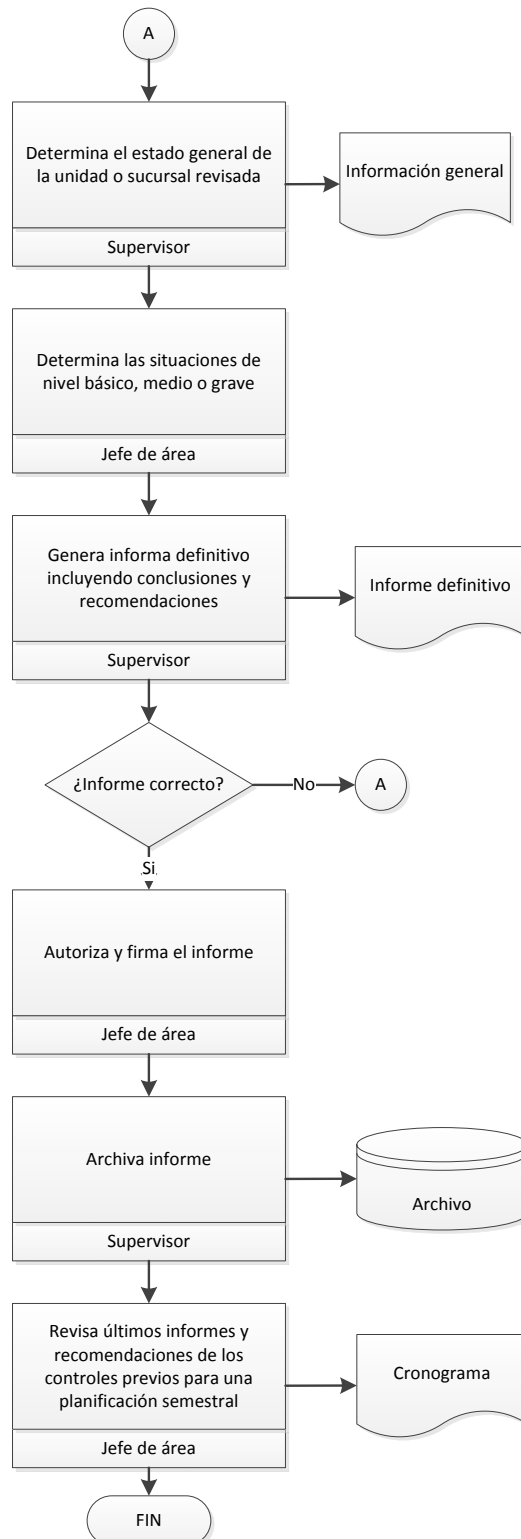 A
Determina el estado general de
la unidad o sucursal revisada
Información general
Supervisor
Determina las situaciones de
nivel básico, medio o grave
Jefe de área
Genera informa definitivo
incluyendo conclusiones y
recomendaciones
Informe definitivo
Supervisor
¿Informe correcto?
No
A
Si
Autoriza y firma el informe
Jefe de área
Archiva informe
Archivo
Supervisor
Revisa últimos informes y
recomendaciones de los
controles previos para una
planificación semestral
Cronograma
Jefe de área
FIN